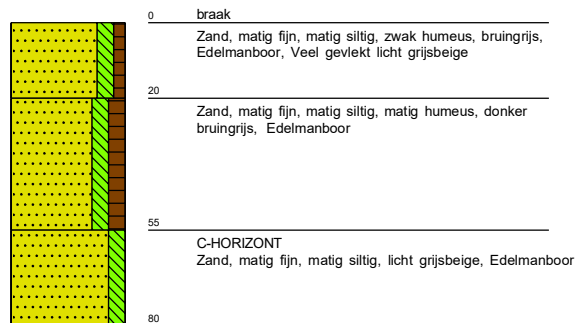 0 braak
Zand, matig fijn, matig siltig, zwak humeus, bruingrijs,
Edelmanboor, Veel gevlekt licht grijsbeige
20
Zand, matig fijn, matig siltig, matig humeus, donker
bruingrijs, Edelmanboor
55
C-HORIZONT
Zand, matig fijn, matig siltig, licht grijsbeige, Edelmanboor
80